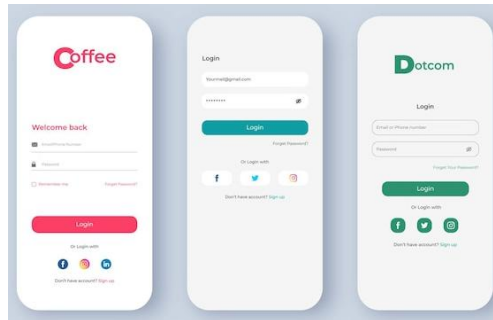 Coffee
Welcome back
Email/Phone Number
Password
Remember me
Forgot Password?
Login
Or Login with
Don't have account? Sign up
Login
Yourmail@gmail.com
********
Login
Forgot Password?
Or Login with
Don't have account? Sign up
Dotcom
Login
Email or Phone number
Password
Forgot Your Password?
Login
Or Login with
Don't have account? Sign up